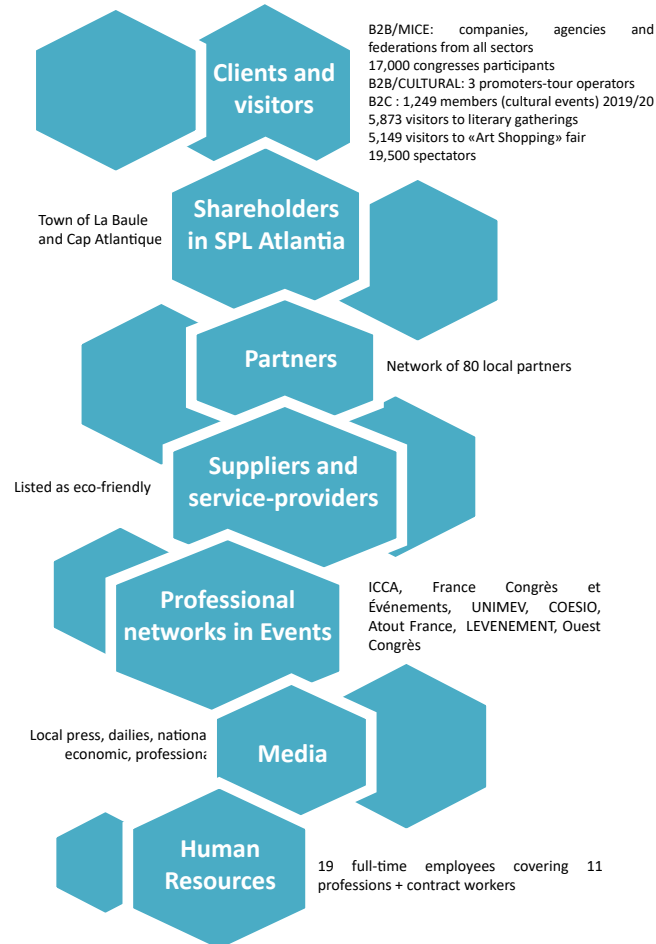 Clients and
visitors
B2B/MICE: companies, agencies and
federations from all sectors
17,000 congresses participants
B2B/CULTURAL: 3 promoters-tour operators
B2C : 1,249 members (cultural events) 2019/20
5,873 visitors to literary gatherings
5,149 visitors to «Art Shopping» fair
19,500 spectators
Shareholders
in SPL Atlantia
Town of La Baule
and Cap Atlantique
Partners
Network of 80 local partners
Suppliers and
service-providers
Listed as eco-friendly
Professional
networks in Events
ICCA, France Congrès et
Événements, UNIMEV, COESIO,
Atout France, LEVENEMENT, Ouest
Congrès
Media
Local press, dailies,
economic,
Human
Resources
19 full-time employees covering 11
professions + contract workers